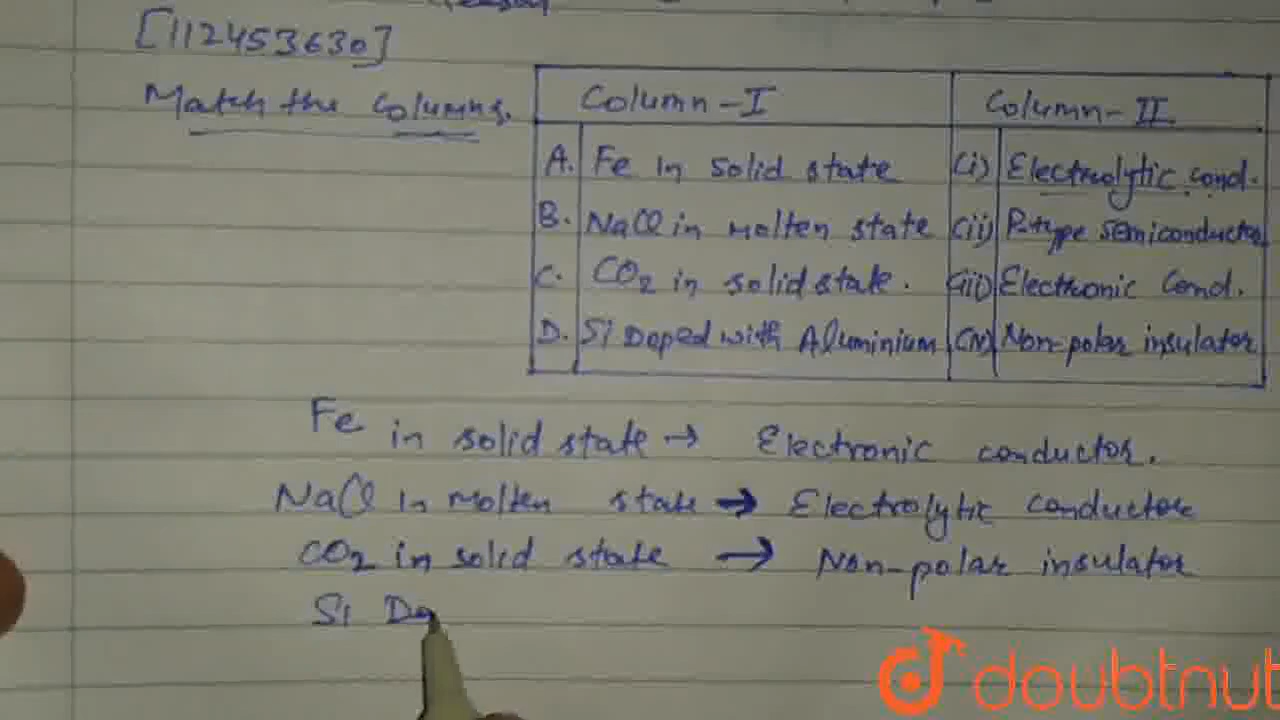 [112453630]
Match the Columns.
Column-I Column-II
A. Fe in solid state (i) Electrolytic cond.
B. NaCl in molten state (ii) P-type semiconductor
C. CO2 in solid state. (iii) Electronic Cond.
D. Si Doped with Aluminium (iv) Non-polar insulator
Fe in solid state → Electronic conductor.
NaCl in Molten state → Electrolytic conductor
CO2 in solid state → Non-polar insulator
Si Do
doubtnut